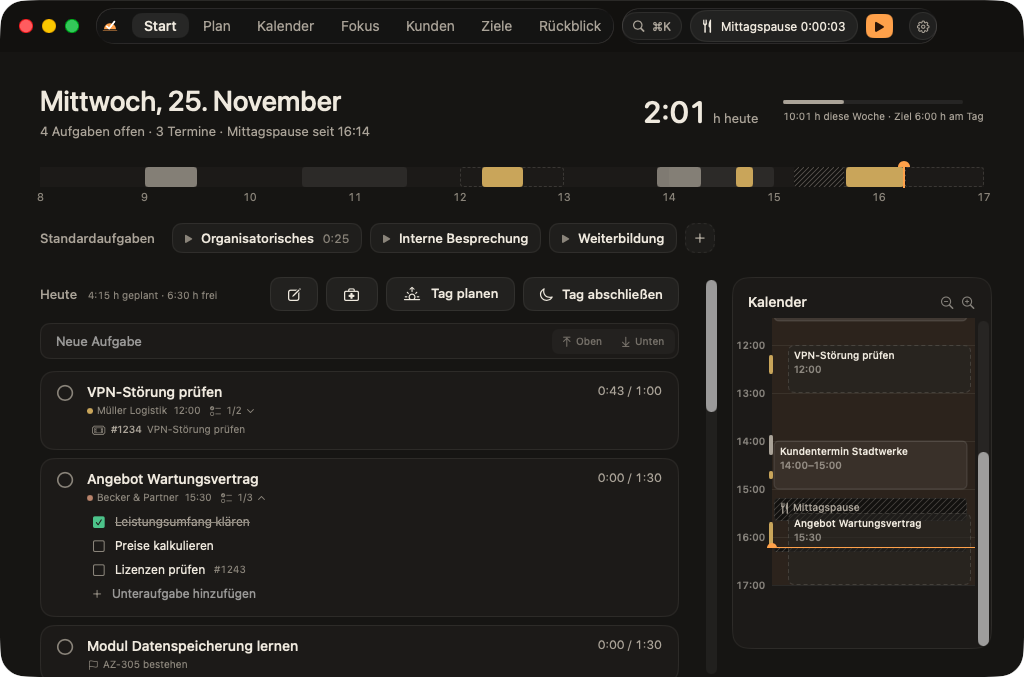 Start Plan Kalender Fokus Kunden Ziele Rückblick ⌘K Mittagspause 0:00:03
Mittwoch, 25. November
4 Aufgaben offen · 3 Termine · Mittagspause seit 16:14
2:01 h heute
10:01 h diese Woche · Ziel 6:00 h am Tag
8 9 10 11 12 13 14 15 16 17
Standardaufgaben Organisatorisches 0:25 Interne Besprechung Weiterbildung +
Heute 4:15 h geplant · 6:30 h frei Tag planen Tag abschließen
Neue Aufgabe Oben Unten
VPN-Störung prüfen 0:43 / 1:00
Müller Logistik 12:00 1/2
#1234 VPN-Störung prüfen
Angebot Wartungsvertrag 0:00 / 1:30
Becker & Partner 15:30 1/3
Leistungsumfang klären
Preise kalkulieren
Lizenzen prüfen #1243
+ Unteraufgabe hinzufügen
Modul Datenspeicherung lernen 0:00 / 1:30
AZ-305 bestehen
Kalender
12:00
VPN-Störung prüfen
12:00
13:00
14:00
Kundentermin Stadtwerke
14:00–15:00
15:00
Mittagspause
Angebot Wartungsvertrag
15:30
16:00
17:00